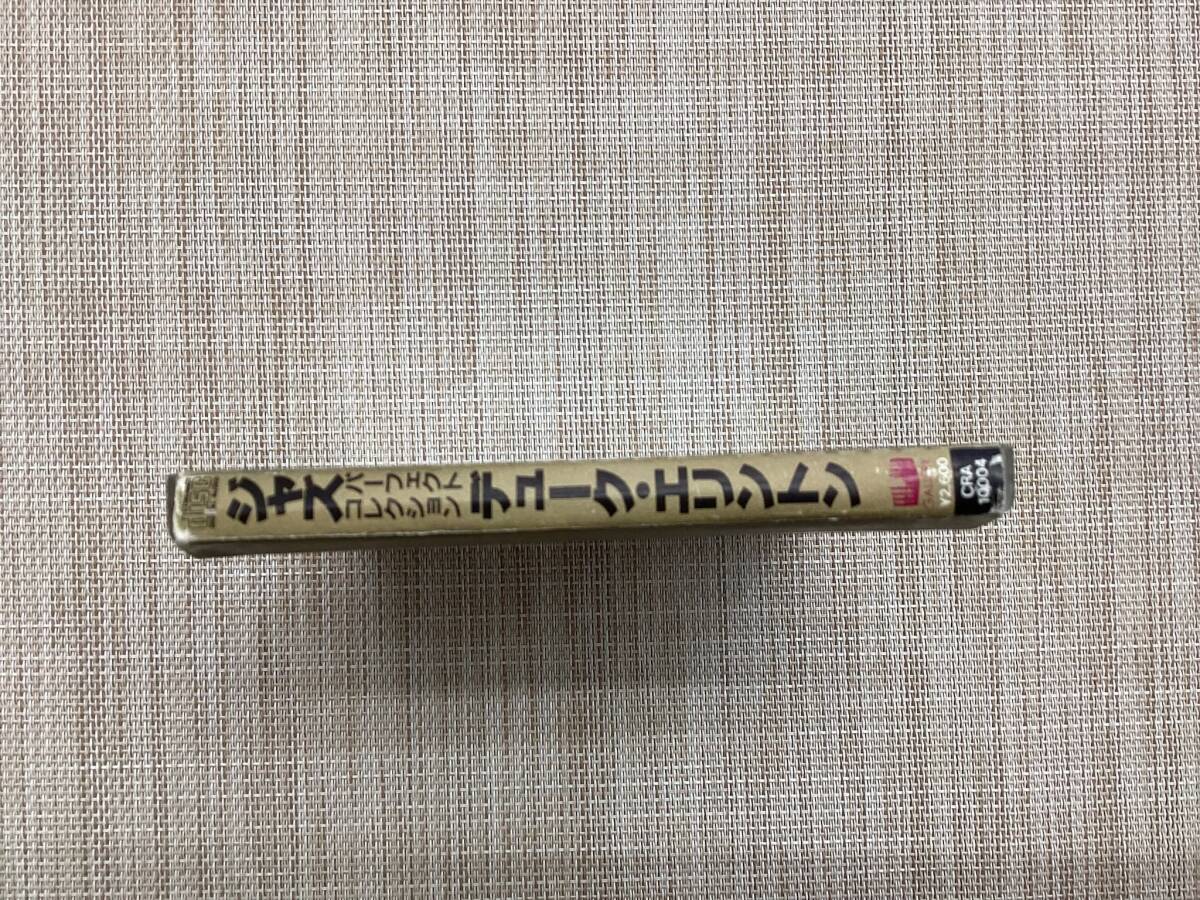 ジャズ
パーフェクト
コレクション
デューク・エリントン
¥2,600
CRA
10004